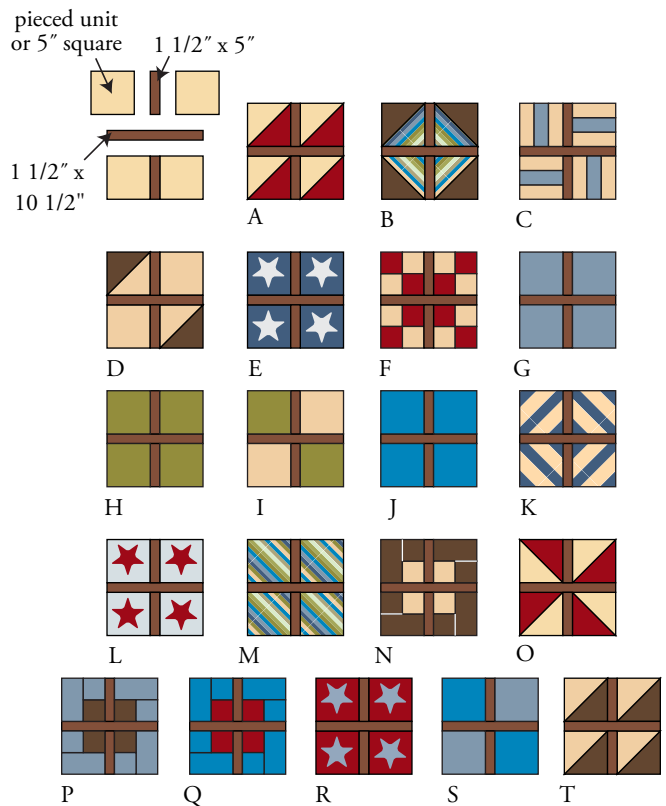 pieced unit
or 5″ square
1 1/2″ x 5″
1 1/2″ x
10 1/2"
A
B
C
D
E
F
G
H
I
J
K
L
M
N
O
P
Q
R
S
T